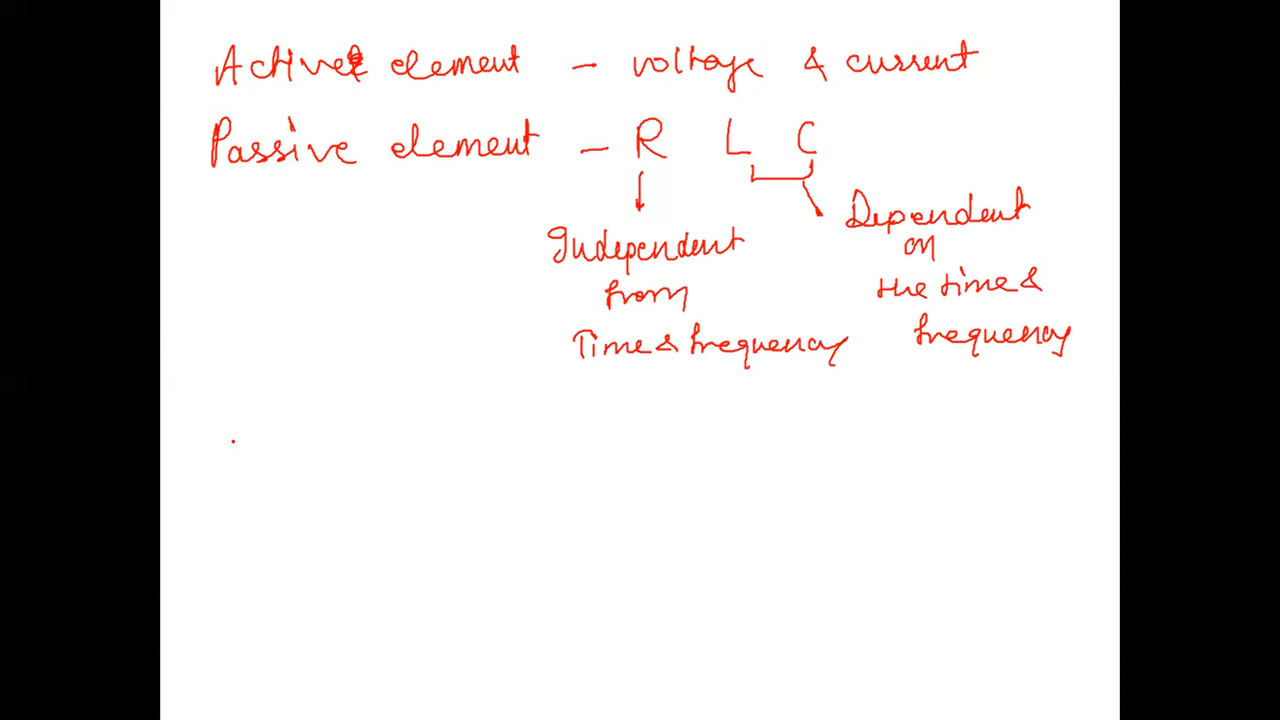 Active element - voltage & current
Passive element - R L C
Independent
from
Time & frequency
Dependent
on
the time &
frequency